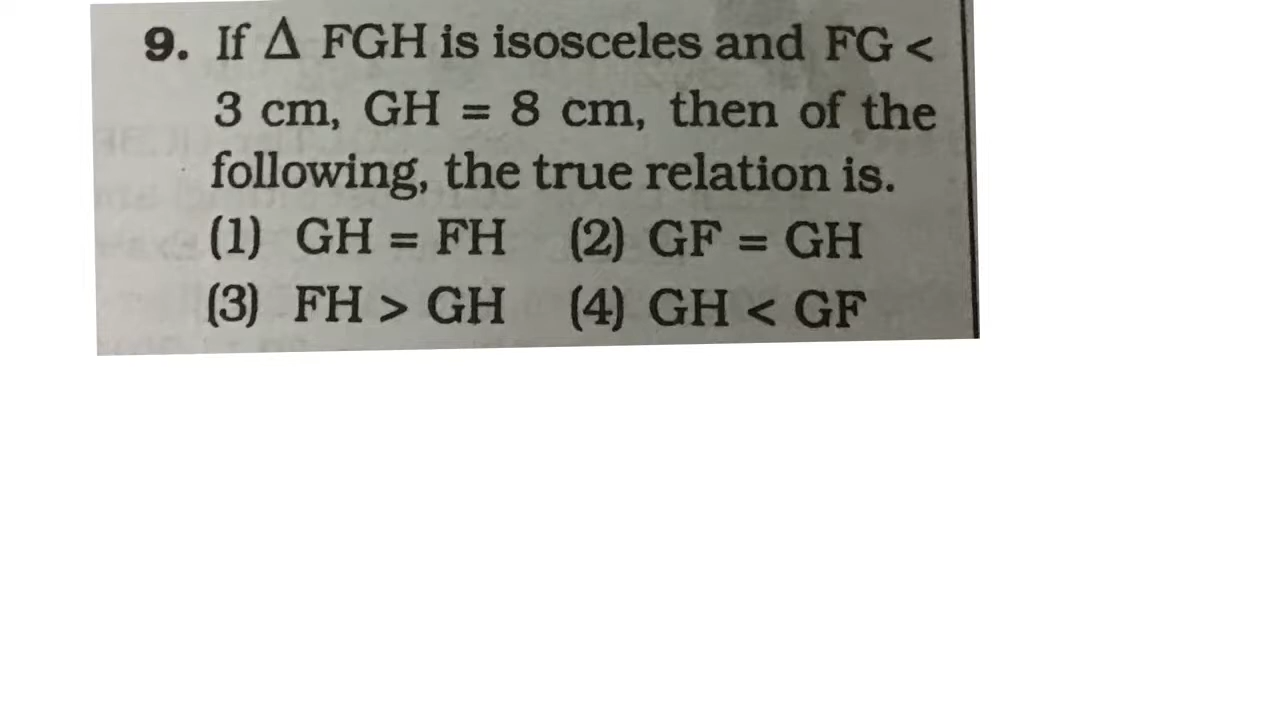 9. If Δ FGH is isosceles and FG <
3 cm, GH = 8 cm, then of the
following, the true relation is.
(1) GH = FH (2) GF = GH
(3) FH > GH (4) GH < GF